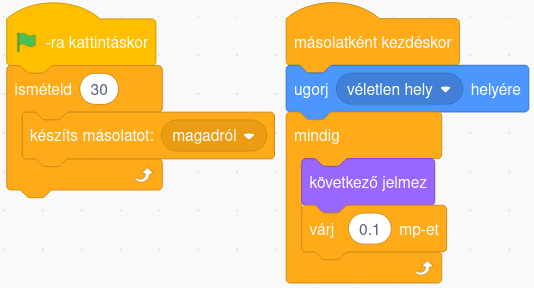 -ra kattintáskor
ismételd 30
készíts másolatot: magadról
másolatként kezdéskor
ugorj véletlen hely helyére
mindig
következő jelmez
várj 0.1 mp-et